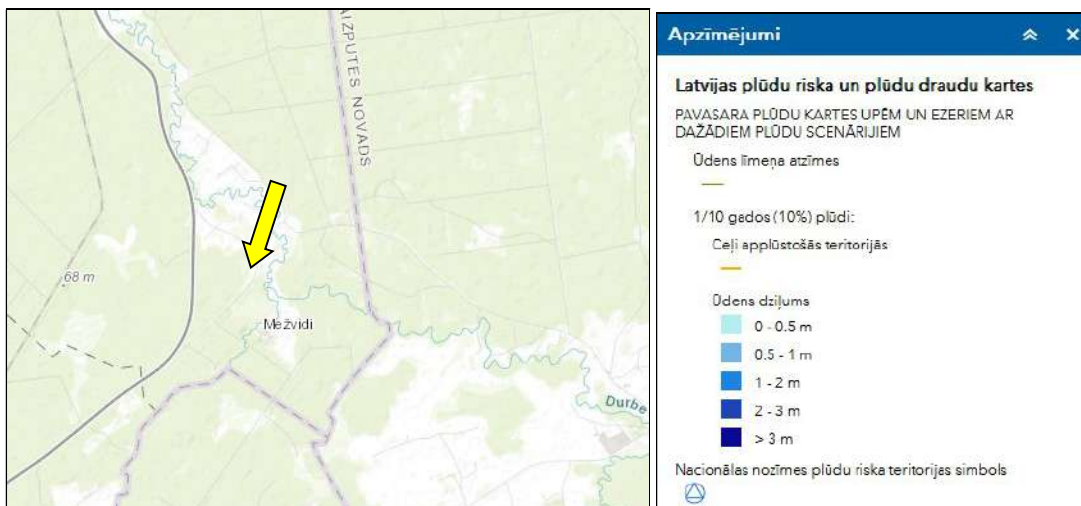 AIZPUTES NOVADS
68 m
Mežvidi
Durbe
Apzīmējumi
Latvijas plūdu riska un plūdu draudu kartes
PAVASARA PLŪDU KARTES UPĒM UN EZERIEM AR
DAŽĀDIEM PLŪDU SCENĀRIJIEM
Ūdens līmeņa atzīmes
1/10 gados (10%) plūdi:
Ceļi applūstošās teritorijās
Ūdens dziļums
0 - 0.5 m
0.5 - 1 m
1 - 2 m
2 - 3 m
> 3 m
Nacionālas nozīmes plūdu riska teritorijas simbols